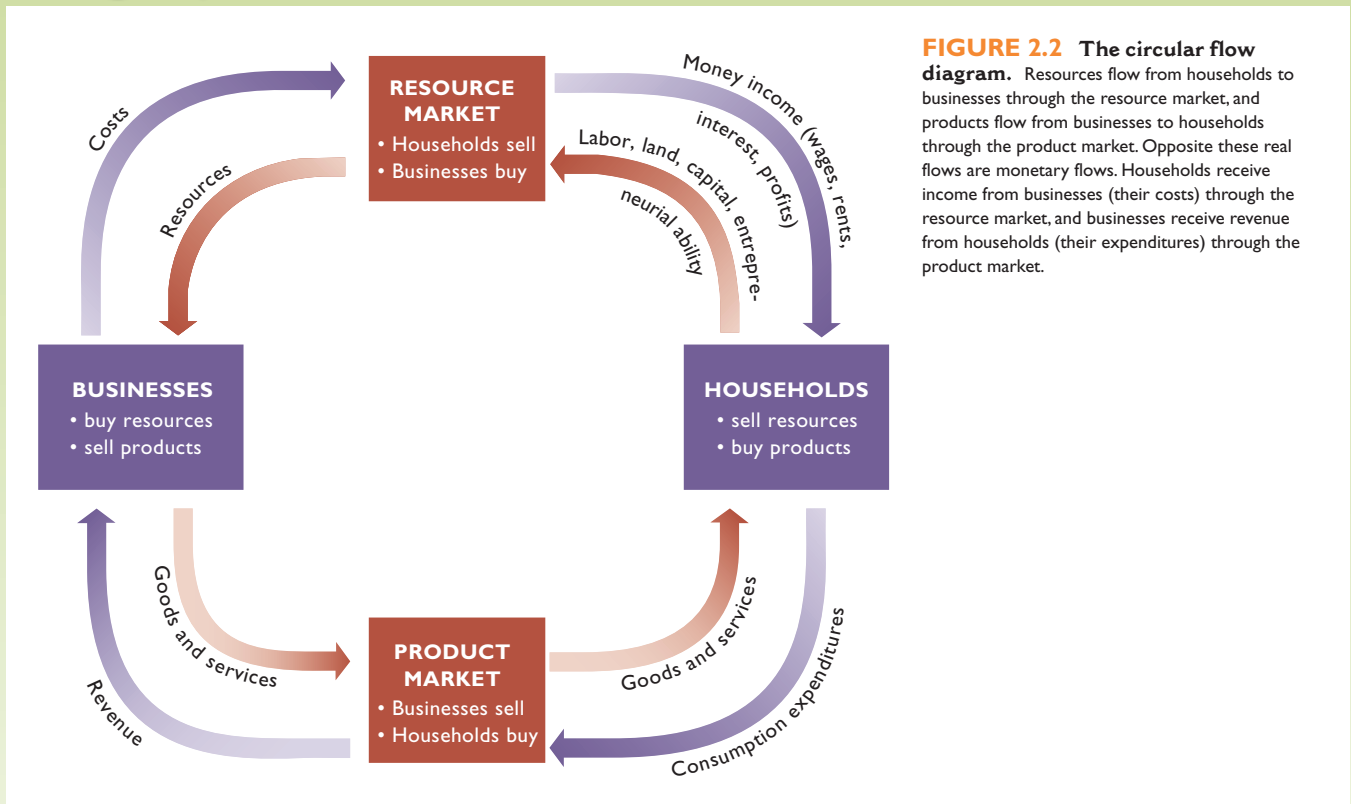 FIGURE 2.2 The circular flow
diagram. Resources flow from households to
businesses through the resource market, and
products flow from businesses to households
through the product market. Opposite these real
flows are monetary flows. Households receive
income from businesses (their costs) through the
resource market, and businesses receive revenue
from households (their expenditures) through the
product market.
RESOURCE
MARKET
• Households sell
• Businesses buy
Costs
Resources
Money income (wages, rents,
interest, profits)
Labor, land, capital, entrepre-
neurial ability
BUSINESSES
• buy resources
• sell products
HOUSEHOLDS
• sell resources
• buy products
Goods and services
Revenue
PRODUCT
MARKET
• Businesses sell
• Households buy
Goods and services
Consumption expenditures